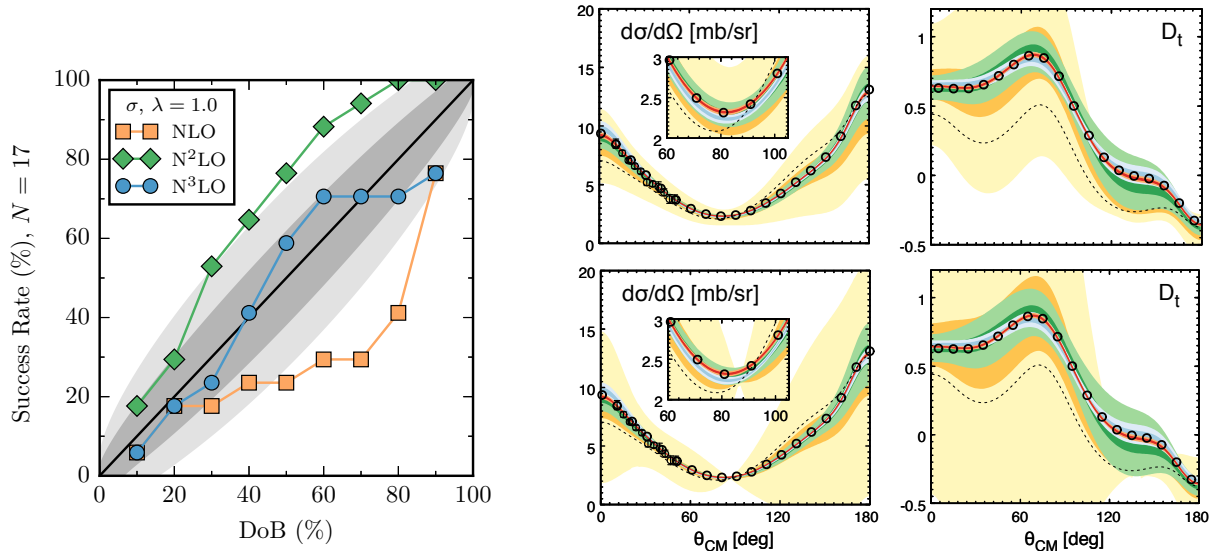 Success Rate (%), N = 17
100
80
60
40
20
0
σ, λ = 1.0
NLO
N²LO
N³LO
0 20 40 60 80 100
DoB (%)
20
15
10
5
0
dσ/dΩ [mb/sr]
3
2.5
2
60 80 100
1
0.5
0
-0.5
D_t
20
15
10
5
0
dσ/dΩ [mb/sr]
3
2.5
2
60 80 100
0 60 120 180
θ_CM [deg]
1
0.5
0
-0.5
D_t
0 60 120 180
θ_CM [deg]